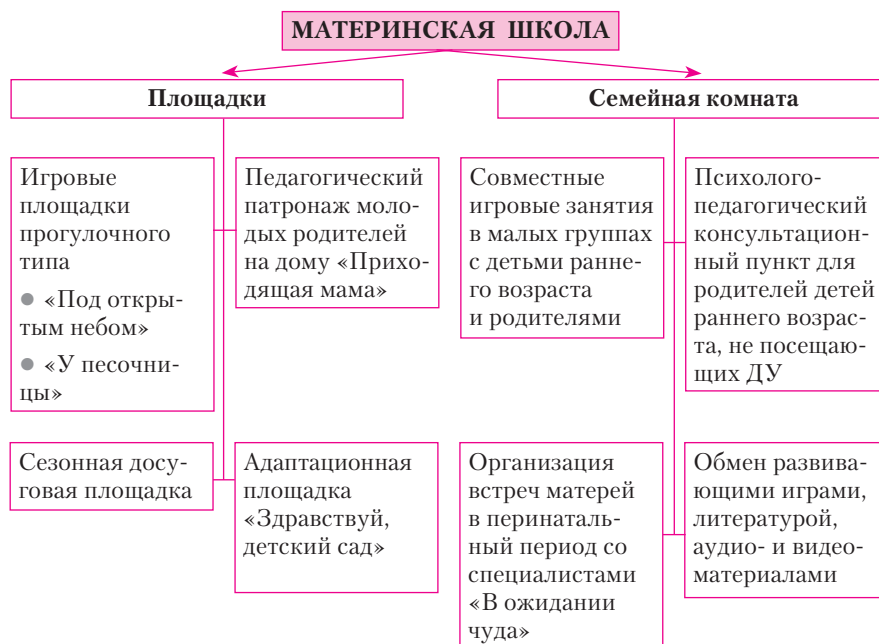 МАТЕРИНСКАЯ ШКОЛА
Площадки
Игровые
площадки
прогулочного
типа
● «Под откры-
тым небом»
● «У песочни-
цы»
Педагогический
патронаж моло-
дых родителей
на дому «Прихо-
дящая мама»
Сезонная досу-
говая площадка
Адаптационная
площадка
«Здравствуй,
детский сад»
Семейная комната
Совместные
игровые занятия
в малых группах
с детьми ранне-
го возраста
и родителями
Психолого-
педагогический
консультацион-
ный пункт для
родителей детей
раннего возрас-
та, не посещаю-
щих ДУ
Организация
встреч матерей
в перинаталь-
ный период со
специалистами
«В ожидании
чуда»
Обмен развива-
ющими играми,
литературой,
аудио- и видео-
материалами